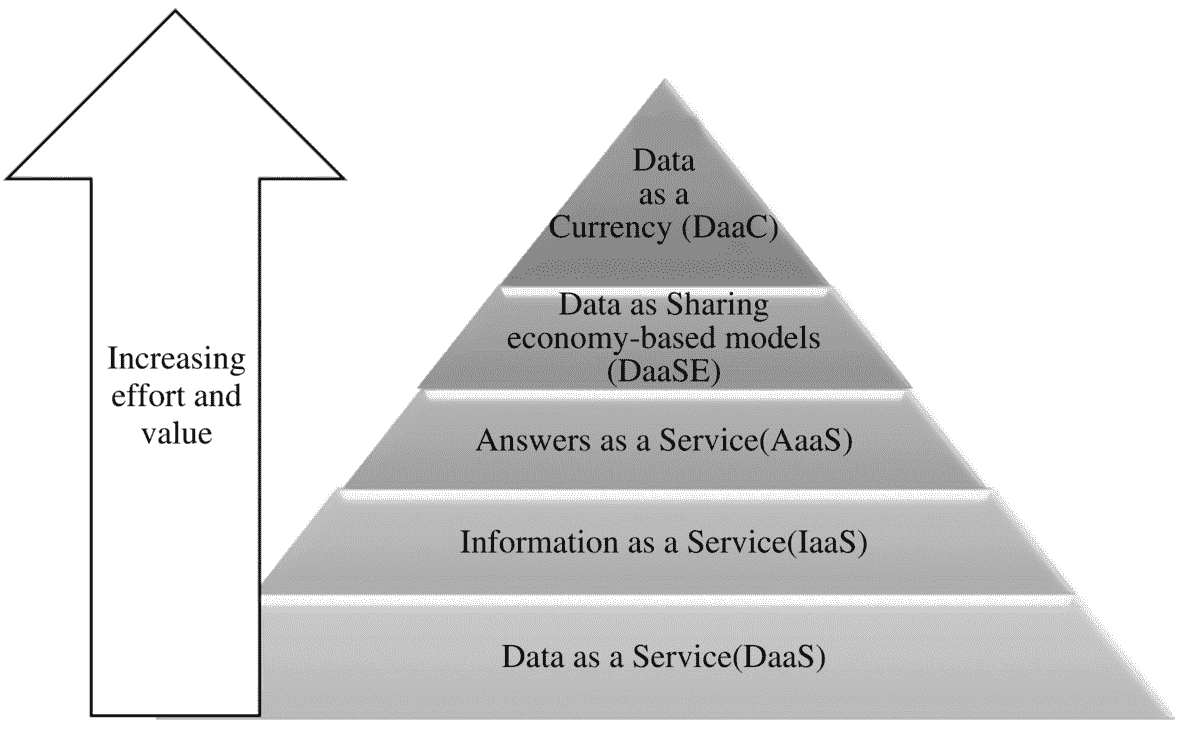 Increasing
effort and
value
Data
as a
Currency (DaaC)
Data as Sharing
economy-based models
(DaaSE)
Answers as a Service(AaaS)
Information as a Service(IaaS)
Data as a Service(DaaS)